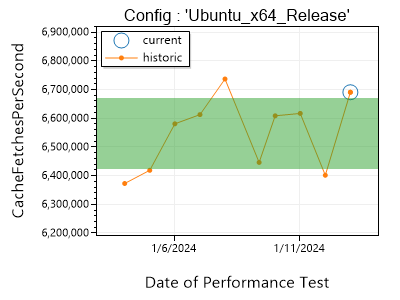 Config : 'Ubuntu_x64_Release'
6,900,000
6,800,000
6,700,000
6,600,000
6,500,000
6,400,000
6,300,000
6,200,000
CacheFetchesPerSecond
current
historic
1/6/2024
1/11/2024
Date of Performance Test